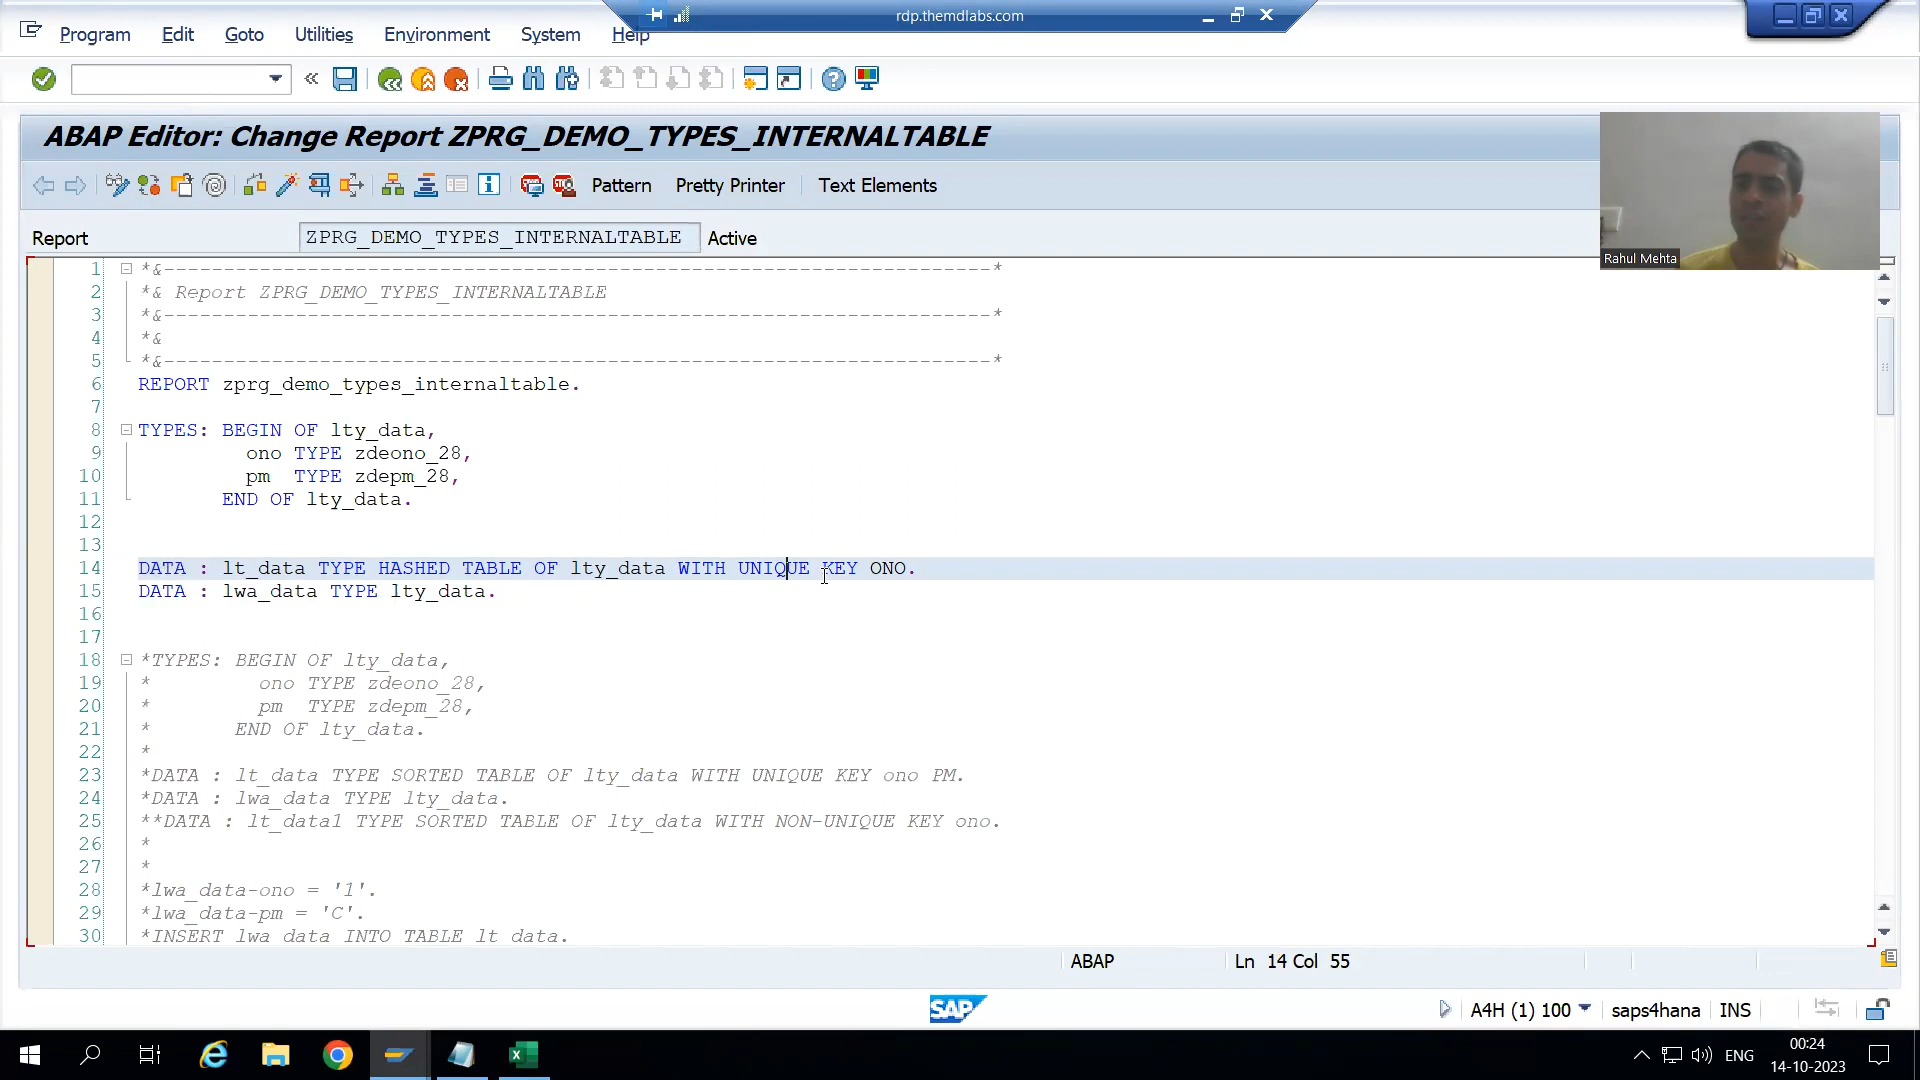 rdp.themdlabs.com
Program Edit Goto Utilities Environment System Help
ABAP Editor: Change Report ZPRG_DEMO_TYPES_INTERNALTABLE
Pattern Pretty Printer Text Elements
Report ZPRG_DEMO_TYPES_INTERNALTABLE Active
Rahul Mehta
1 *&---------------------------------------------------------------------*
2 *& Report ZPRG_DEMO_TYPES_INTERNALTABLE
3 *&---------------------------------------------------------------------*
4 *&
5 *&---------------------------------------------------------------------*
6 REPORT zprg_demo_types_internaltable.
7
8 TYPES: BEGIN OF lty_data,
9 ono TYPE zdeono_28,
10 pm TYPE zdepm_28,
11 END OF lty_data.
12
13
14 DATA : lt_data TYPE HASHED TABLE OF lty_data WITH UNIQUE KEY ONO.
15 DATA : lwa_data TYPE lty_data.
16
17
18 *TYPES: BEGIN OF lty_data,
19 * ono TYPE zdeono_28,
20 * pm TYPE zdepm_28,
21 * END OF lty_data.
22 *
23 *DATA : lt_data TYPE SORTED TABLE OF lty_data WITH UNIQUE KEY ono PM.
24 *DATA : lwa_data TYPE lty_data.
25 **DATA : lt_data1 TYPE SORTED TABLE OF lty_data WITH NON-UNIQUE KEY ono.
26 *
27 *
28 *lwa_data-ono = '1'.
29 *lwa_data-pm = 'C'.
30 *INSERT lwa_data INTO TABLE lt_data.
ABAP Ln 14 Col 55
SAP
A4H (1) 100 saps4hana INS
ENG
00:24
14-10-2023